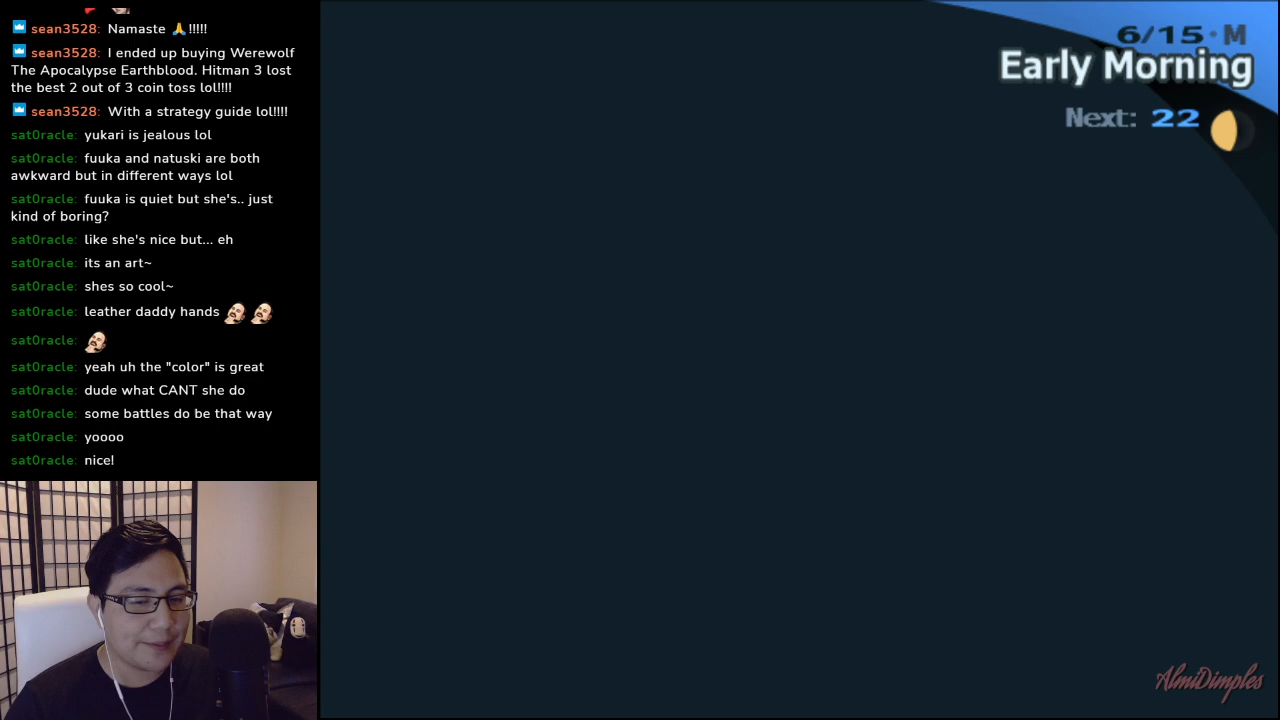 sean3528: Namaste 🙏 !!!!!
sean3528: I ended up buying Werewolf
The Apocalypse Earthblood. Hitman 3 lost
the best 2 out of 3 coin toss lol!!!!
sean3528: With a strategy guide lol!!!!
sat0racle: yukari is jealous lol
sat0racle: fuuka and natuski are both
awkward but in different ways lol
sat0racle: fuuka is quiet but she's.. just
kind of boring?
sat0racle: like she's nice but... eh
sat0racle: its an art~
sat0racle: shes so cool~
sat0racle: leather daddy hands
sat0racle:
sat0racle: yeah uh the "color" is great
sat0racle: dude what CANT she do
sat0racle: some battles do be that way
sat0racle: yoooo
sat0racle: nice!
6/15・M
Early Morning
Next: 22
AlmiDimples